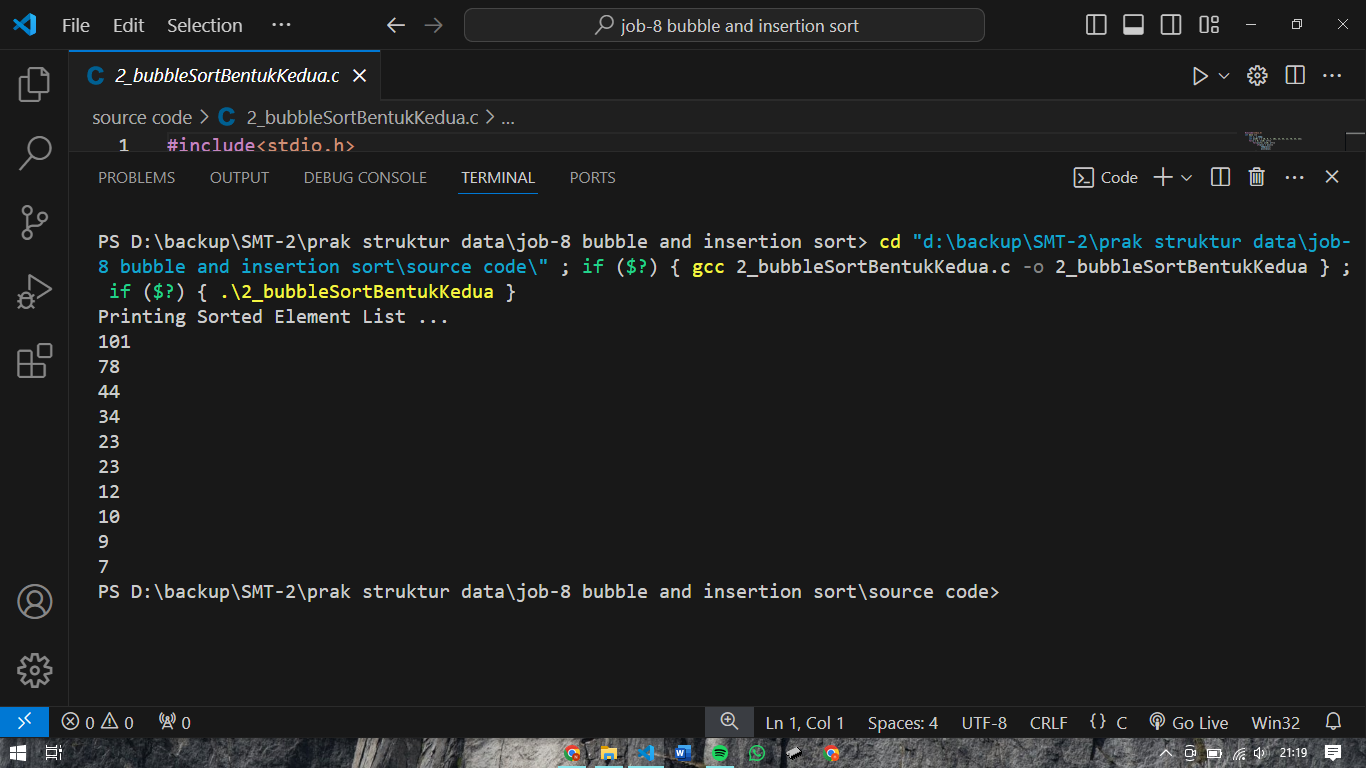 File Edit Selection ···
job-8 bubble and insertion sort
C 2_bubbleSortBentukKedua.c
source code > C 2_bubbleSortBentukKedua.c > ...
1 #include<stdio.h>
PROBLEMS OUTPUT DEBUG CONSOLE TERMINAL PORTS
Code
PS D:\backup\SMT-2\prak struktur data\job-8 bubble and insertion sort> cd "d:\backup\SMT-2\prak struktur data\job-
8 bubble and insertion sort\source code\" ; if ($?) { gcc 2_bubbleSortBentukKedua.c -o 2_bubbleSortBentukKedua } ;
if ($?) { .\2_bubbleSortBentukKedua }
Printing Sorted Element List ...
101
78
44
34
23
23
12
10
9
7
PS D:\backup\SMT-2\prak struktur data\job-8 bubble and insertion sort\source code>
0 0 0 Ln 1, Col 1 Spaces: 4 UTF-8 CRLF {} C Go Live Win32
21:19